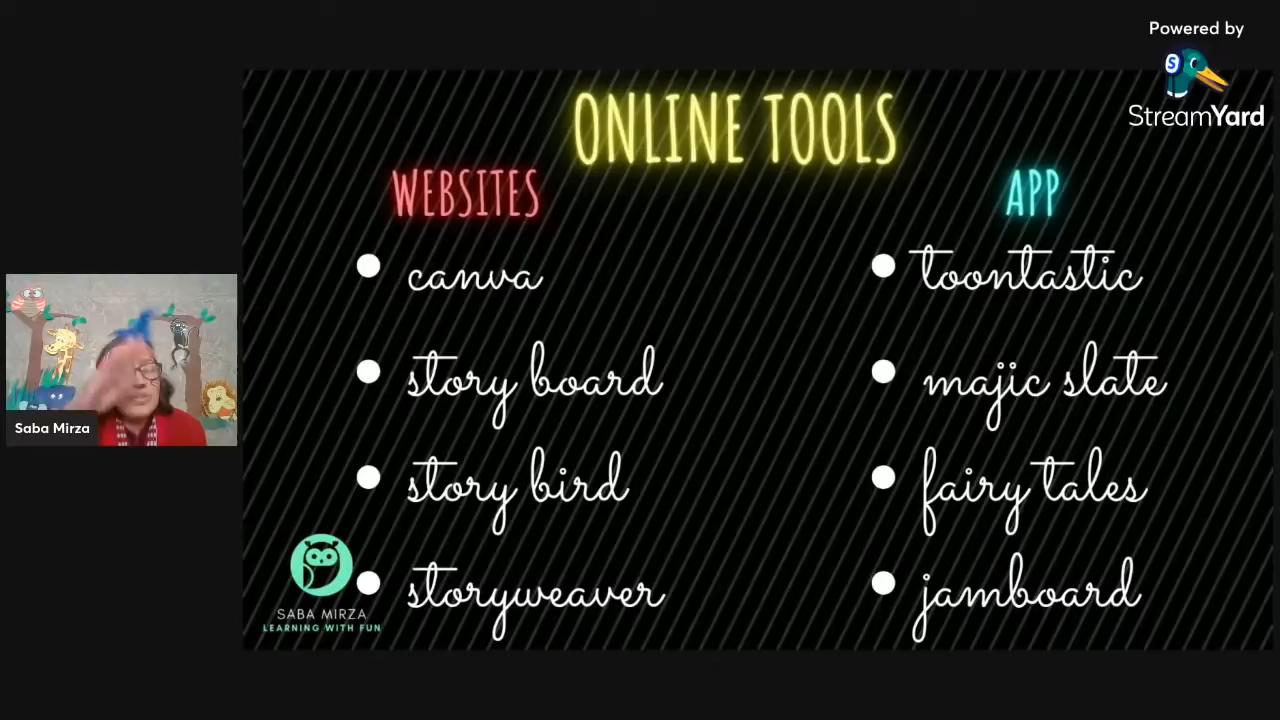 Powered by
StreamYard
ONLINE TOOLS
WEBSITES
APP
canva
toontastic
story board
majic slate
story bird
fairy tales
storyweaver
jamboard
SABA MIRZA
LEARNING WITH FUN
Saba Mirza